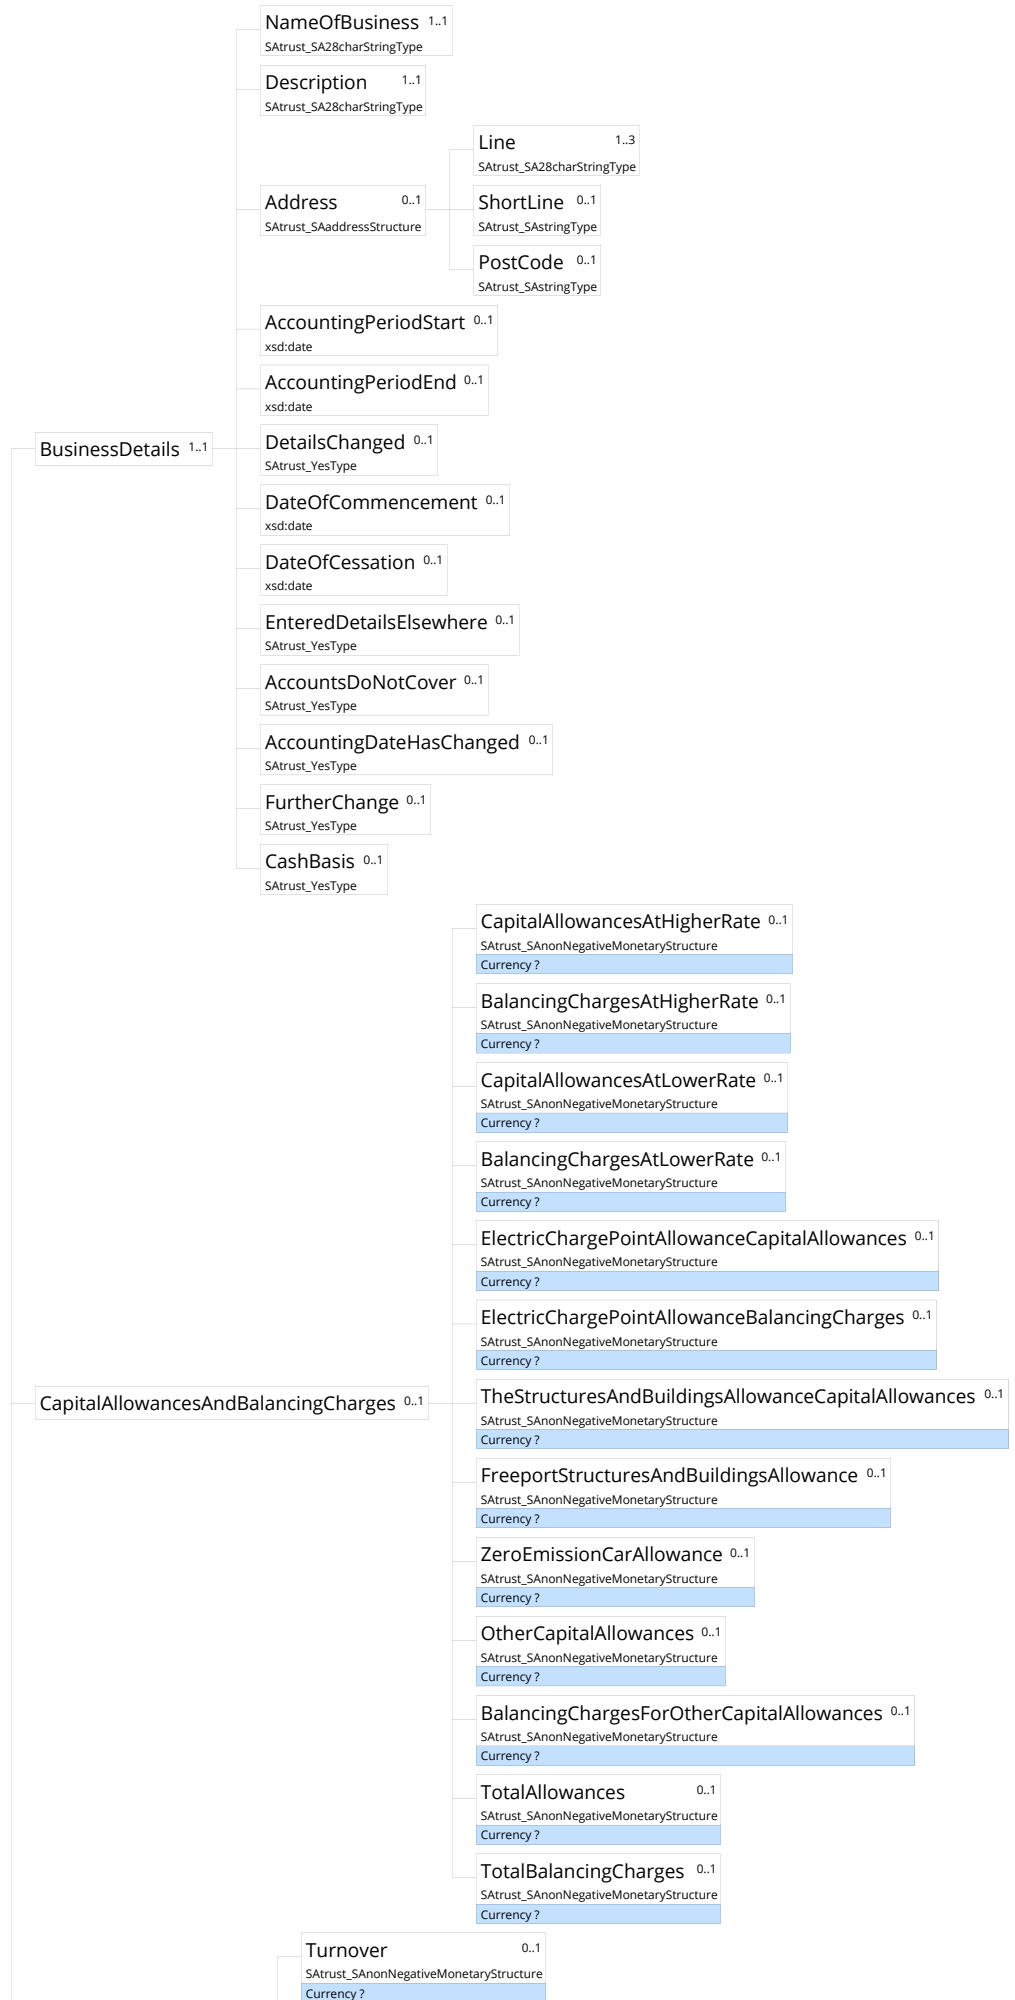 NameOfBusiness 1..1
SAtrust_SA28charStringType
Description 1..1
SAtrust_SA28charStringType
Line 1..3
SAtrust_SA28charStringType
Address 0..1
SAtrust_SAaddressStructure
ShortLine 0..1
SAtrust_SAstringType
PostCode 0..1
SAtrust_SAstringType
AccountingPeriodStart 0..1
xsd:date
AccountingPeriodEnd 0..1
xsd:date
BusinessDetails 1..1
DetailsChanged 0..1
SAtrust_YesType
DateOfCommencement 0..1
xsd:date
DateOfCessation 0..1
xsd:date
EnteredDetailsElsewhere 0..1
SAtrust_YesType
AccountsDoNotCover 0..1
SAtrust_YesType
AccountingDateHasChanged 0..1
SAtrust_YesType
FurtherChange 0..1
SAtrust_YesType
CashBasis 0..1
SAtrust_YesType
CapitalAllowancesAtHigherRate 0..1
SAtrust_SAnonNegativeMonetaryStructure
Currency ?
BalancingChargesAtHigherRate 0..1
SAtrust_SAnonNegativeMonetaryStructure
Currency ?
CapitalAllowancesAtLowerRate 0..1
SAtrust_SAnonNegativeMonetaryStructure
Currency ?
BalancingChargesAtLowerRate 0..1
SAtrust_SAnonNegativeMonetaryStructure
Currency ?
ElectricChargePointAllowanceCapitalAllowances 0..1
SAtrust_SAnonNegativeMonetaryStructure
Currency ?
ElectricChargePointAllowanceBalancingCharges 0..1
SAtrust_SAnonNegativeMonetaryStructure
Currency ?
CapitalAllowancesAndBalancingCharges 0..1
TheStructuresAndBuildingsAllowanceCapitalAllowances 0..1
SAtrust_SAnonNegativeMonetaryStructure
Currency ?
FreeportStructuresAndBuildingsAllowance 0..1
SAtrust_SAnonNegativeMonetaryStructure
Currency ?
ZeroEmissionCarAllowance 0..1
SAtrust_SAnonNegativeMonetaryStructure
Currency ?
OtherCapitalAllowances 0..1
SAtrust_SAnonNegativeMonetaryStructure
Currency ?
BalancingChargesForOtherCapitalAllowances 0..1
SAtrust_SAnonNegativeMonetaryStructure
Currency ?
TotalAllowances 0..1
SAtrust_SAnonNegativeMonetaryStructure
Currency ?
TotalBalancingCharges 0..1
SAtrust_SAnonNegativeMonetaryStructure
Currency ?
Turnover 0..1
SAtrust_SAnonNegativeMonetaryStructure
Currency ?